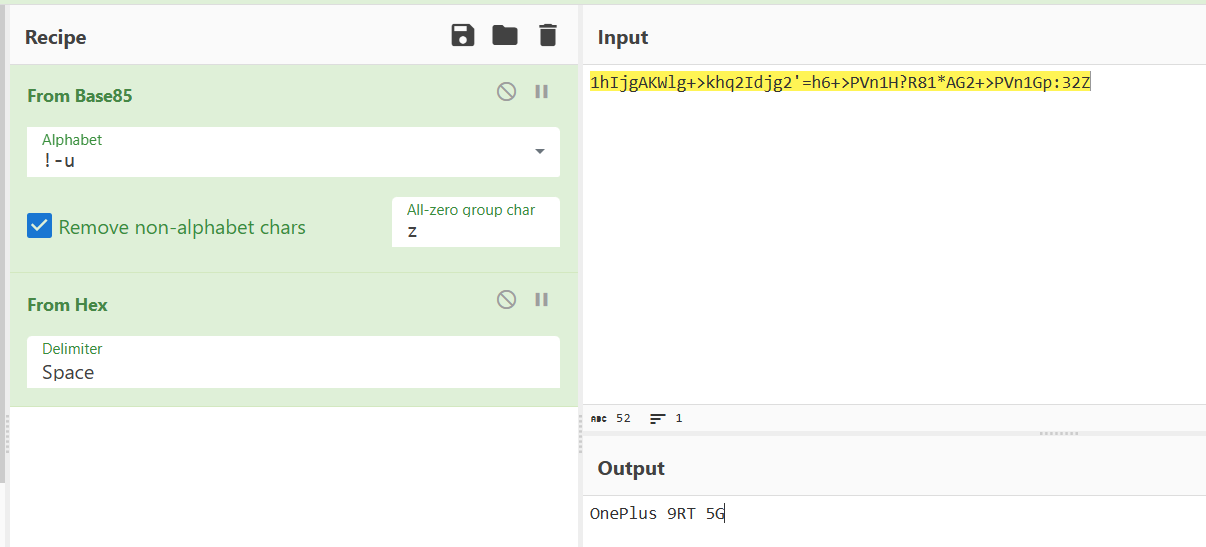 Recipe
From Base85
Alphabet
!-u
Remove non-alphabet chars
All-zero group char
z
From Hex
Delimiter
Space
Input
1hIjgAKWlg+>khq2Idjg2'=h6+>PVn1H?R81*AG2+>PVn1Gp:32Z
ABC 52 1
Output
OnePlus 9RT 5G